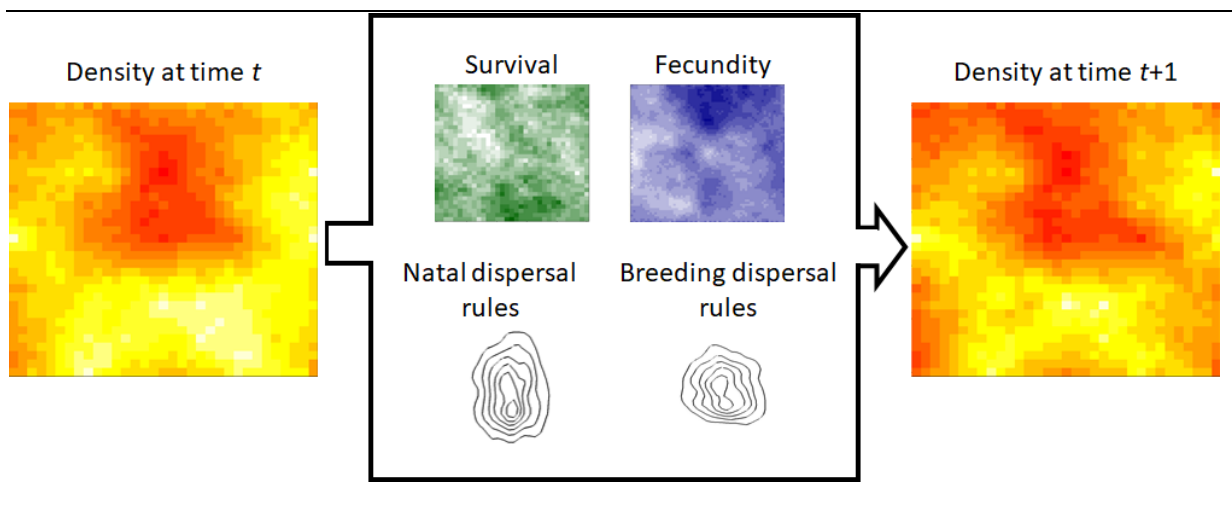 Density at time t
Survival
Fecundity
Natal dispersal
rules
Breeding dispersal
rules
Density at time t+1